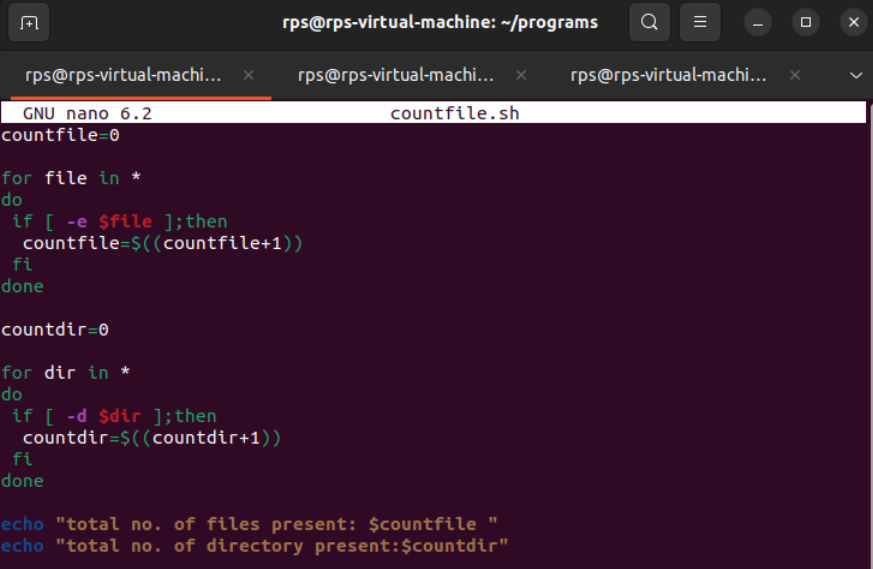 rps@rps-virtual-machine: ~/programs
rps@rps-virtual-machi... × rps@rps-virtual-machi... × rps@rps-virtual-machi... ×
GNU nano 6.2 countfile.sh
countfile=0
for file in *
do
 if [ -e $file ];then
  countfile=$((countfile+1))
 fi
done
countdir=0
for dir in *
do
 if [ -d $dir ];then
  countdir=$((countdir+1))
 fi
done
echo "total no. of files present: $countfile "
echo "total no. of directory present:$countdir"